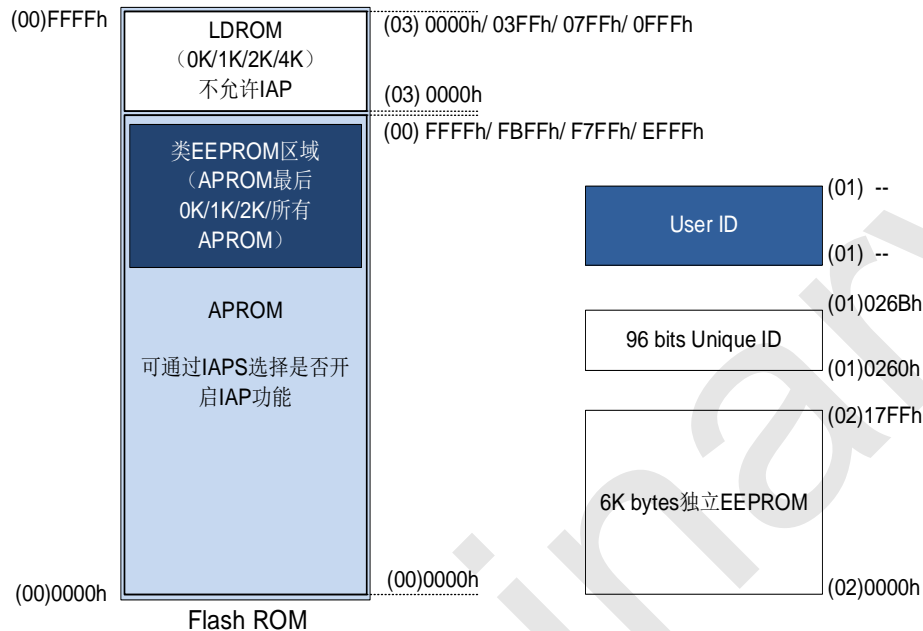 (00)FFFFh
LDROM
（0K/1K/2K/4K）
不允许IAP
(03) 0000h/ 03FFh/ 07FFh/ 0FFFh
(03) 0000h
(00) FFFFh/ FBFFh/ F7FFh/ EFFFh
类EEPROM区域
（APROM最后
0K/1K/2K/所有
APROM）
APROM
可通过IAPS选择是否开
启IAP功能
(00)0000h
(00)0000h
Flash ROM
(01) --
User ID
(01) --
(01)026Bh
96 bits Unique ID
(01)0260h
(02)17FFh
6K bytes独立EEPROM
(02)0000h
inary